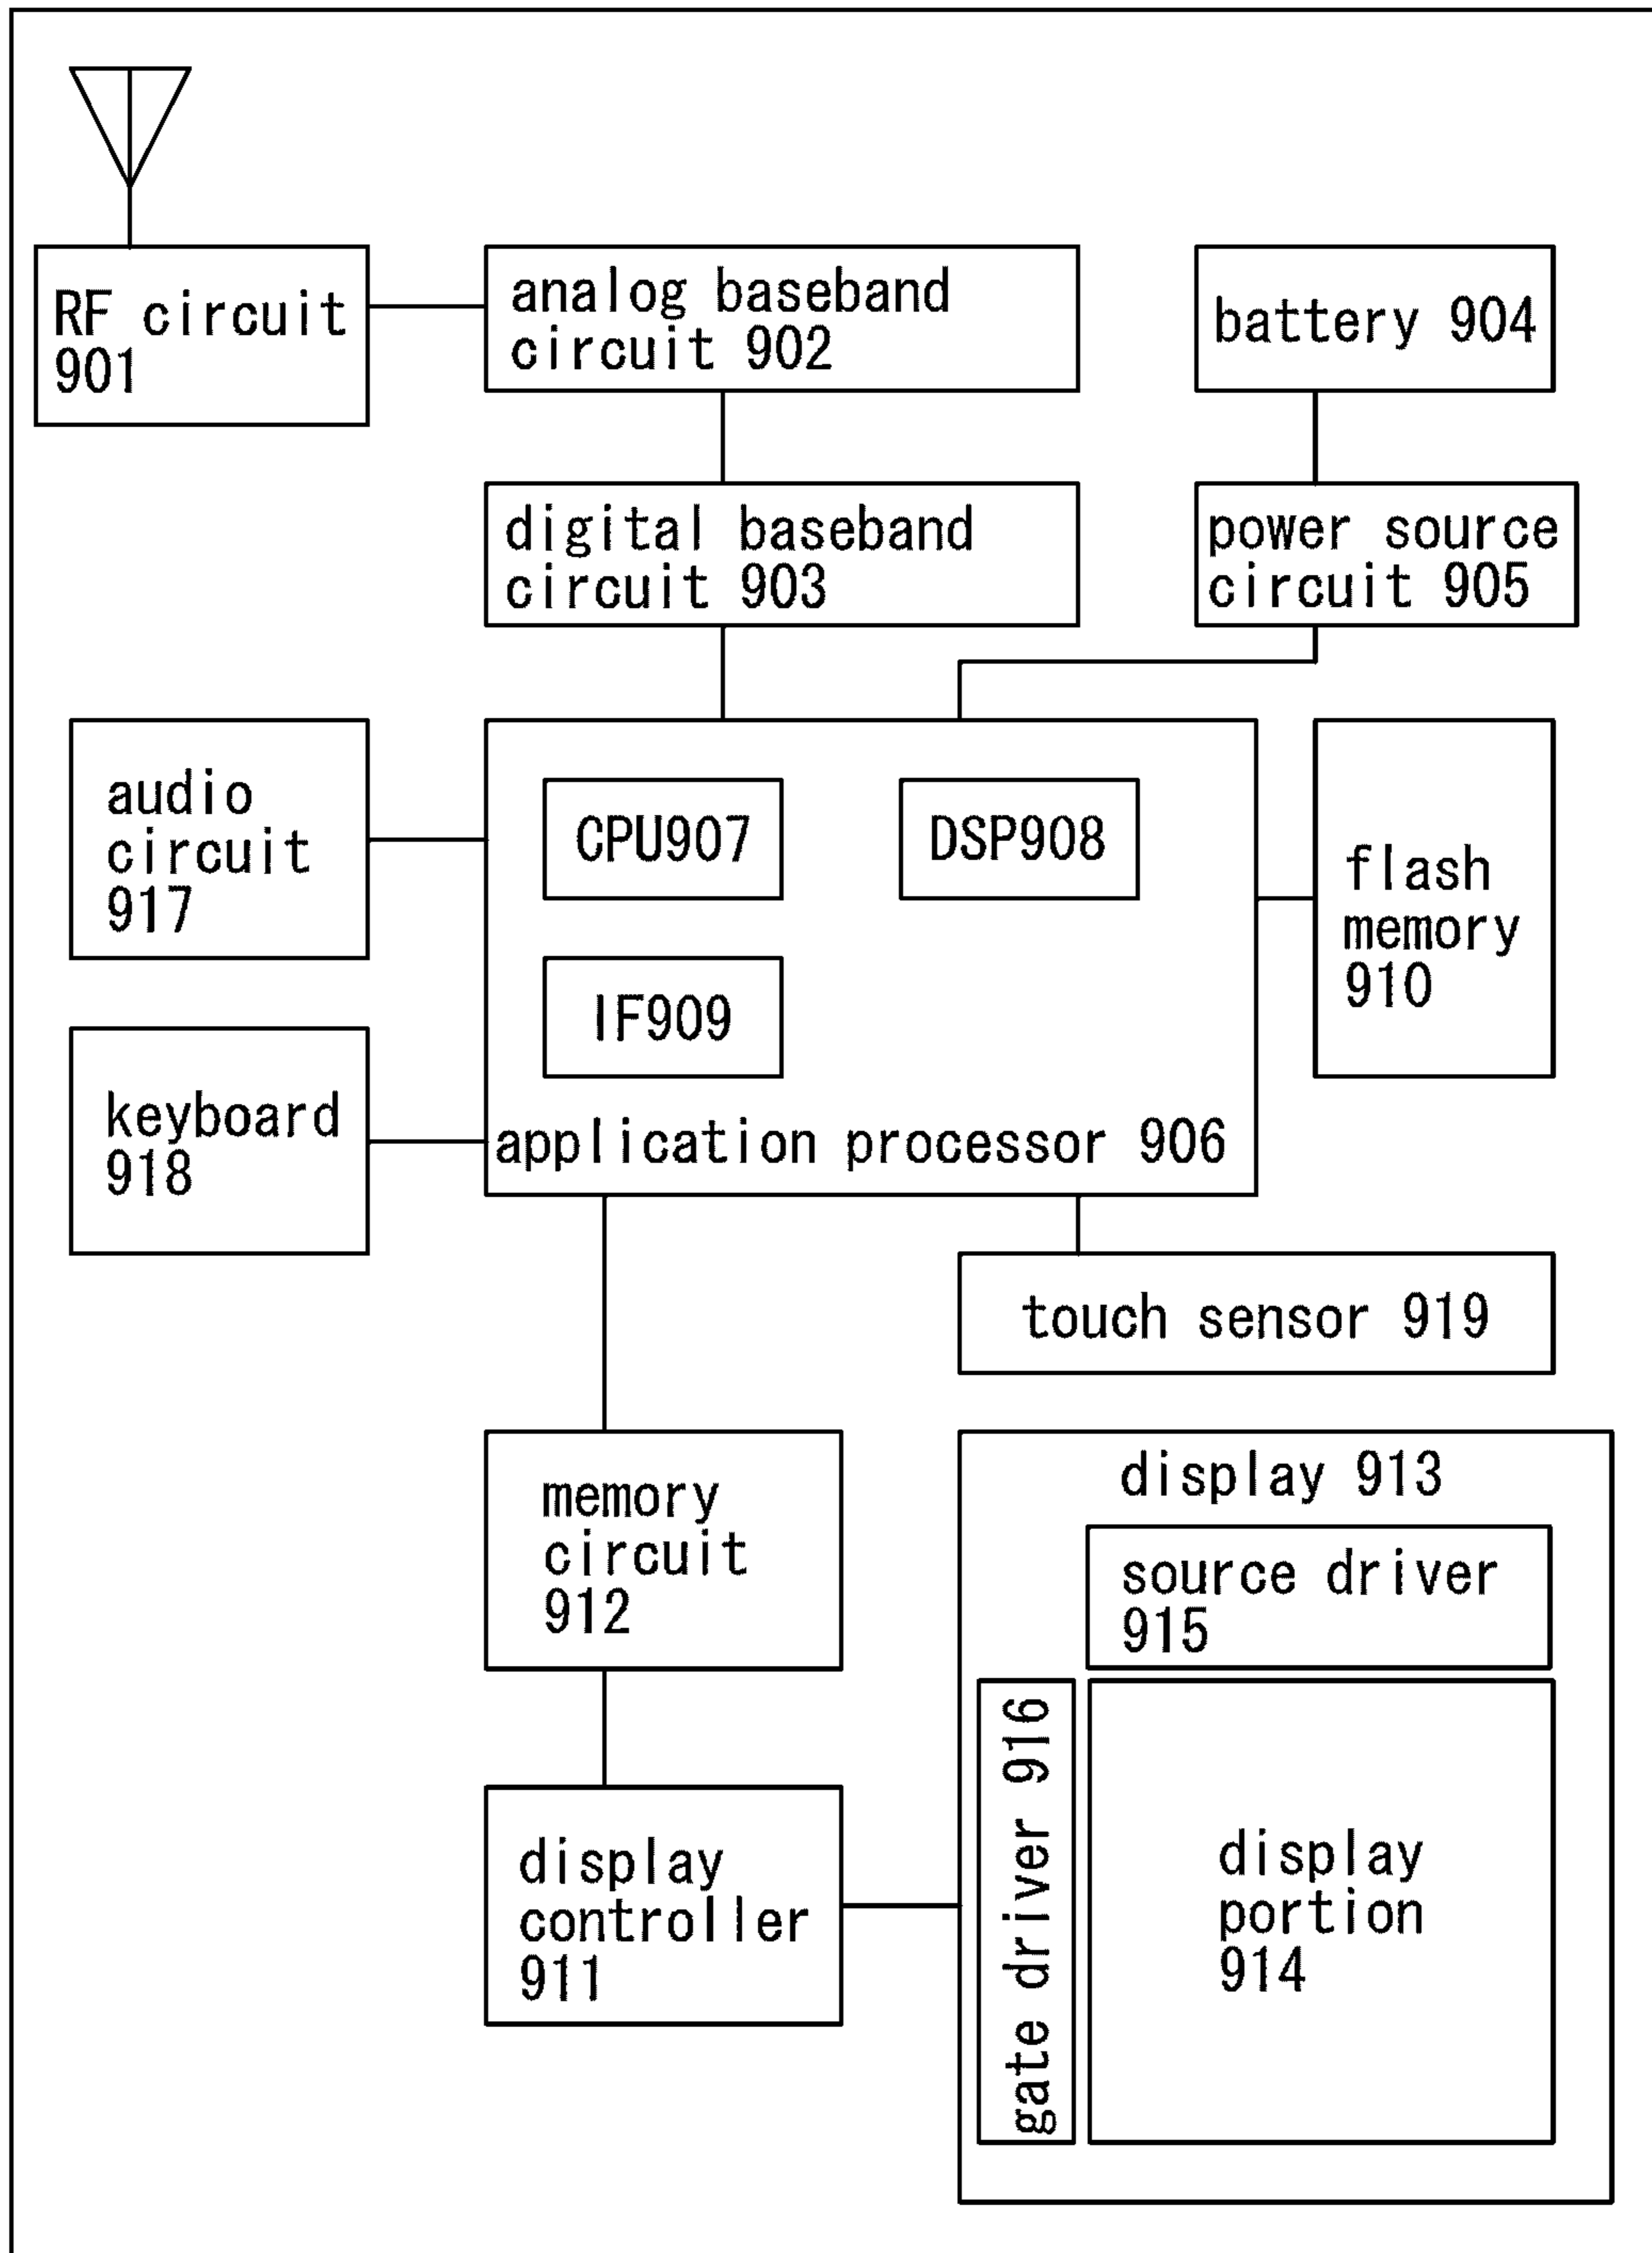 RF circuit
901
analog baseband
circuit 902
battery 904
digital baseband
circuit 903
power source
circuit 905
audio
circuit
917
CPU907
DSP908
flash
memory
910
IF909
keyboard
918
application processor 906
touch sensor 919
memory
circuit
912
display 913
source driver
915
gate driver 916
display
portion
914
display
controller
911